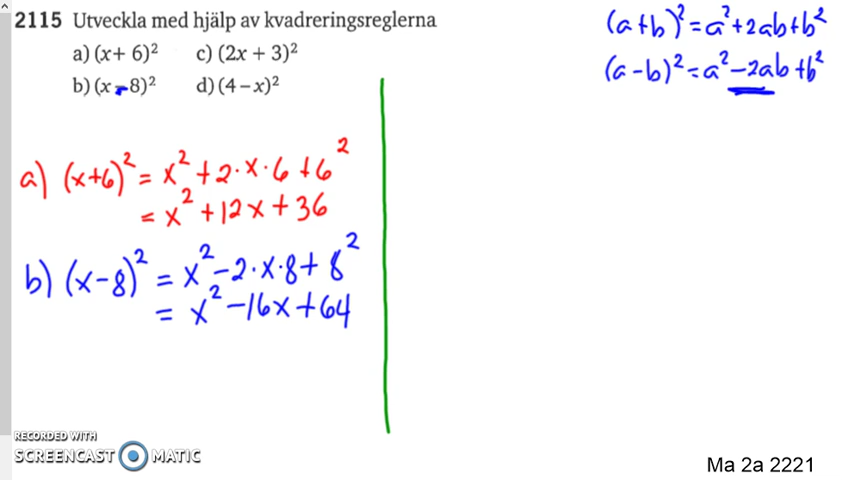 2115 Utveckla med hjälp av kvadreringsreglerna
a) (x + 6)² c) (2x + 3)²
b) (x - 8)² d) (4 – x)²
(a+b)² = a² + 2ab + b²
(a-b)² = a² - 2ab + b²
a) (x+6)² = x² + 2·x·6 + 6²
= x² + 12x + 36
b) (x-8)² = x² - 2·x·8 + 8²
= x² - 16x + 64
RECORDED WITH
SCREENCAST MATIC
Ma 2a 2221